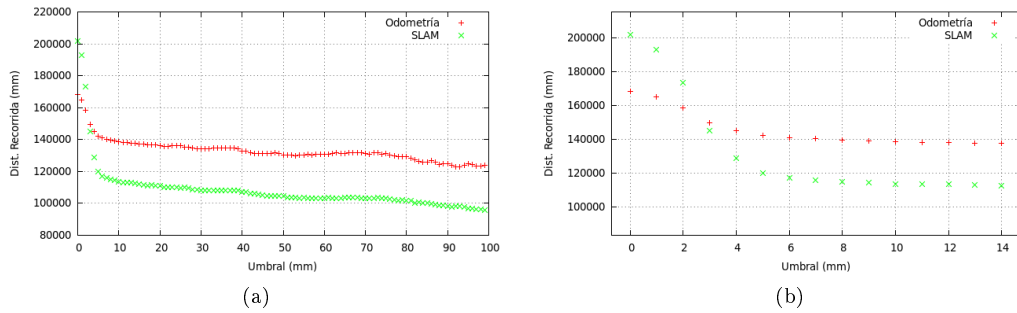 220000
200000
180000
160000
140000
120000
100000
80000
Dist. Recorrida (mm)
Odometría
SLAM
0 10 20 30 40 50 60 70 80 90 100
Umbral (mm)
(a)
200000
180000
160000
140000
120000
100000
Dist. Recorrida (mm)
Odometría
SLAM
0 2 4 6 8 10 12 14
Umbral (mm)
(b)